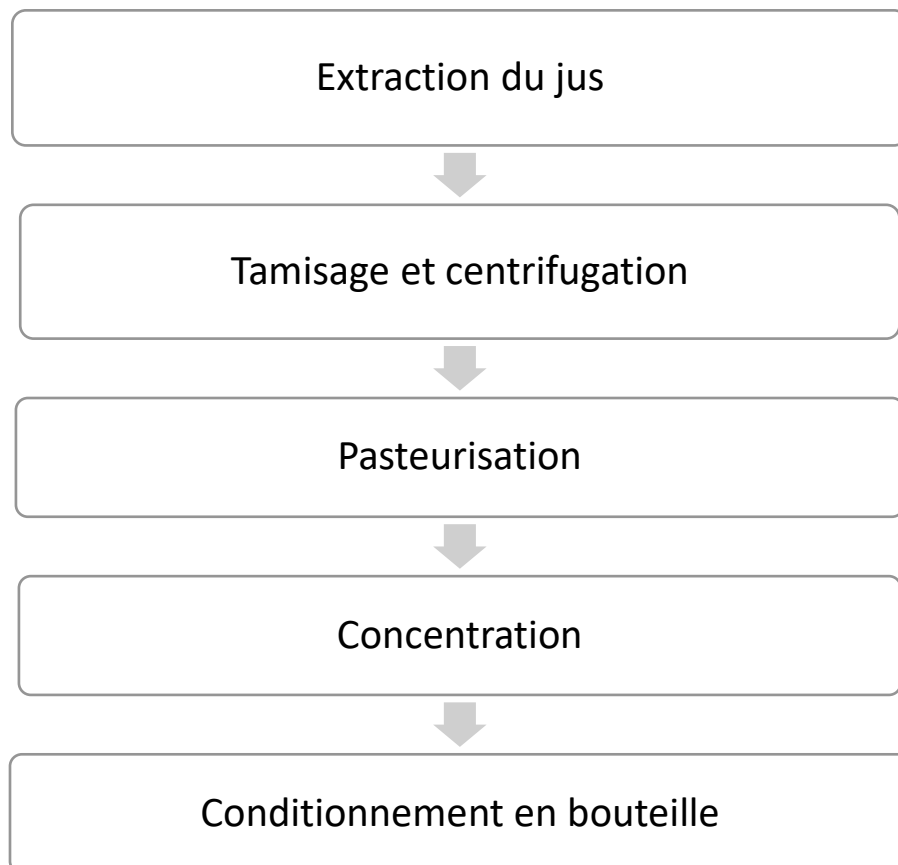 Extraction du jus
Tamisage et centrifugation
Pasteurisation
Concentration
Conditionnement en bouteille